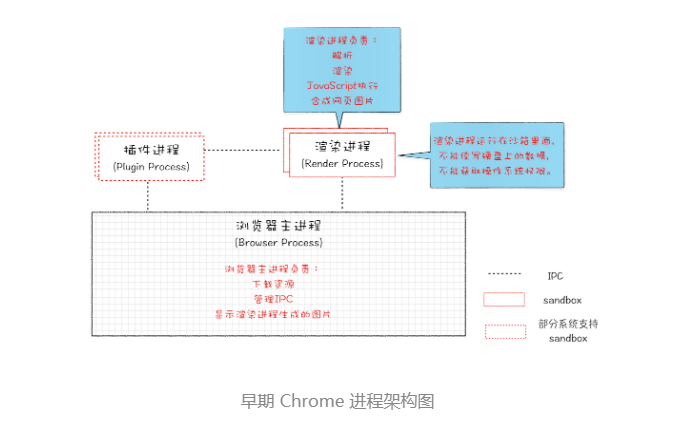 渲染进程负责：
解析
渲染
JavaScript执行
合成网页图片
插件进程
(Plugin Process)
渲染进程
(Render Process)
渲染进程运行在沙箱里面，
不能读写硬盘上的数据，
不能获取操作系统权限。
浏览器主进程
(Browser Process)
浏览器主进程负责：
下载资源
管理IPC
显示渲染进程生成的图片
IPC
sandbox
部分系统支持
sandbox
早期 Chrome 进程架构图